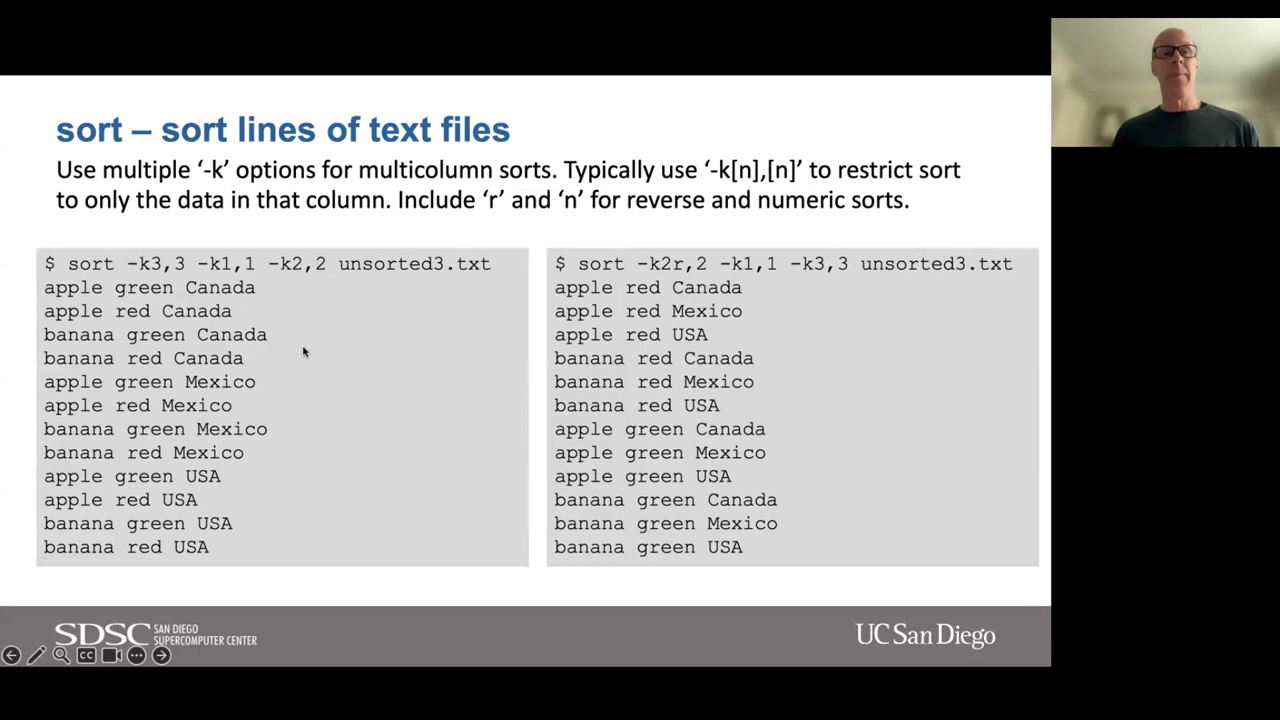 sort – sort lines of text files
Use multiple ‘-k’ options for multicolumn sorts. Typically use ‘-k[n],[n]’ to restrict sort
to only the data in that column. Include ‘r’ and ‘n’ for reverse and numeric sorts.
$ sort -k3,3 -k1,1 -k2,2 unsorted3.txt
apple green Canada
apple red Canada
banana green Canada
banana red Canada
apple green Mexico
apple red Mexico
banana green Mexico
banana red Mexico
apple green USA
apple red USA
banana green USA
banana red USA
$ sort -k2r,2 -k1,1 -k3,3 unsorted3.txt
apple red Canada
apple red Mexico
apple red USA
banana red Canada
banana red Mexico
banana red USA
apple green Canada
apple green Mexico
apple green USA
banana green Canada
banana green Mexico
banana green USA
SDSC SAN DIEGO
SUPERCOMPUTER CENTER
UC San Diego
CC